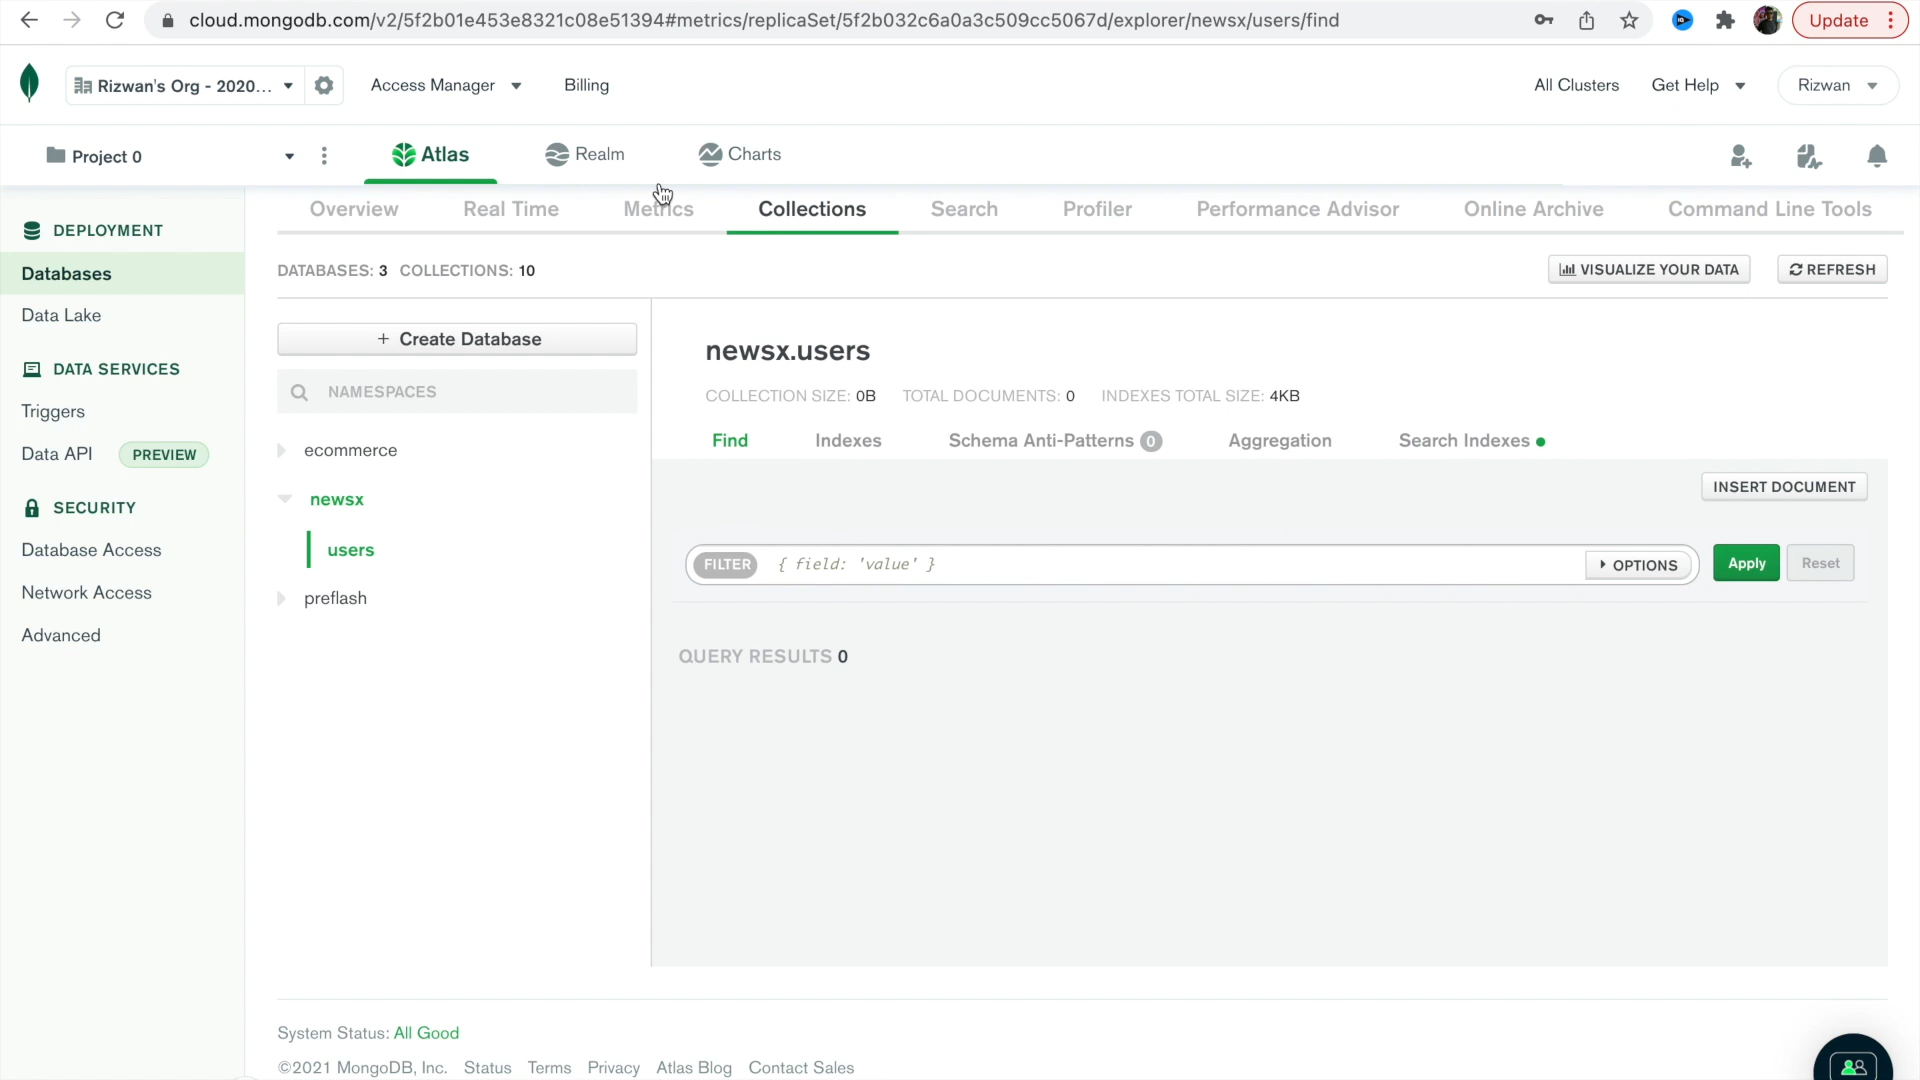 cloud.mongodb.com/v2/5f2b01e453e8321c08e51394#metrics/replicaSet/5f2b032c6a0a3c509cc5067d/explorer/newsx/users/find
Update
Rizwan's Org - 2020...
Access Manager
Billing
All Clusters
Get Help
Rizwan
Project 0
Atlas
Realm
Charts
Overview
Real Time
Metrics
Collections
Search
Profiler
Performance Advisor
Online Archive
Command Line Tools
DEPLOYMENT
Databases
Data Lake
DATA SERVICES
Triggers
Data API PREVIEW
SECURITY
Database Access
Network Access
Advanced
DATABASES: 3 COLLECTIONS: 10
VISUALIZE YOUR DATA
REFRESH
+ Create Database
NAMESPACES
ecommerce
newsx
users
preflash
newsx.users
COLLECTION SIZE: 0B TOTAL DOCUMENTS: 0 INDEXES TOTAL SIZE: 4KB
Find
Indexes
Schema Anti-Patterns 0
Aggregation
Search Indexes
INSERT DOCUMENT
FILTER { field: 'value' }
OPTIONS
Apply
Reset
QUERY RESULTS 0
System Status: All Good
©2021 MongoDB, Inc. Status Terms Privacy Atlas Blog Contact Sales